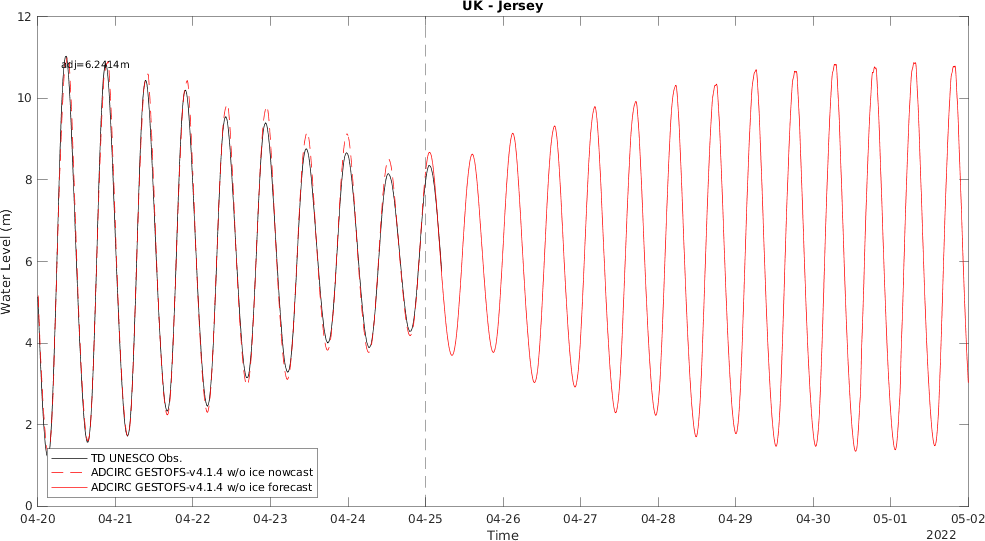 UK - Jersey
adj=6.2414m
Water Level (m)
12
10
8
6
4
2
0
TD UNESCO Obs.
ADCIRC GESTOFS-v4.1.4 w/o ice nowcast
ADCIRC GESTOFS-v4.1.4 w/o ice forecast
04-20 04-21 04-22 04-23 04-24 04-25 04-26 04-27 04-28 04-29 04-30 05-01 05-02
Time
2022